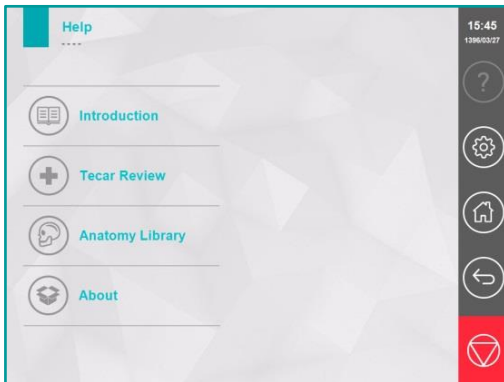 Help
15:45
1396/03/27
?
Introduction
Tecar Review
Anatomy Library
About